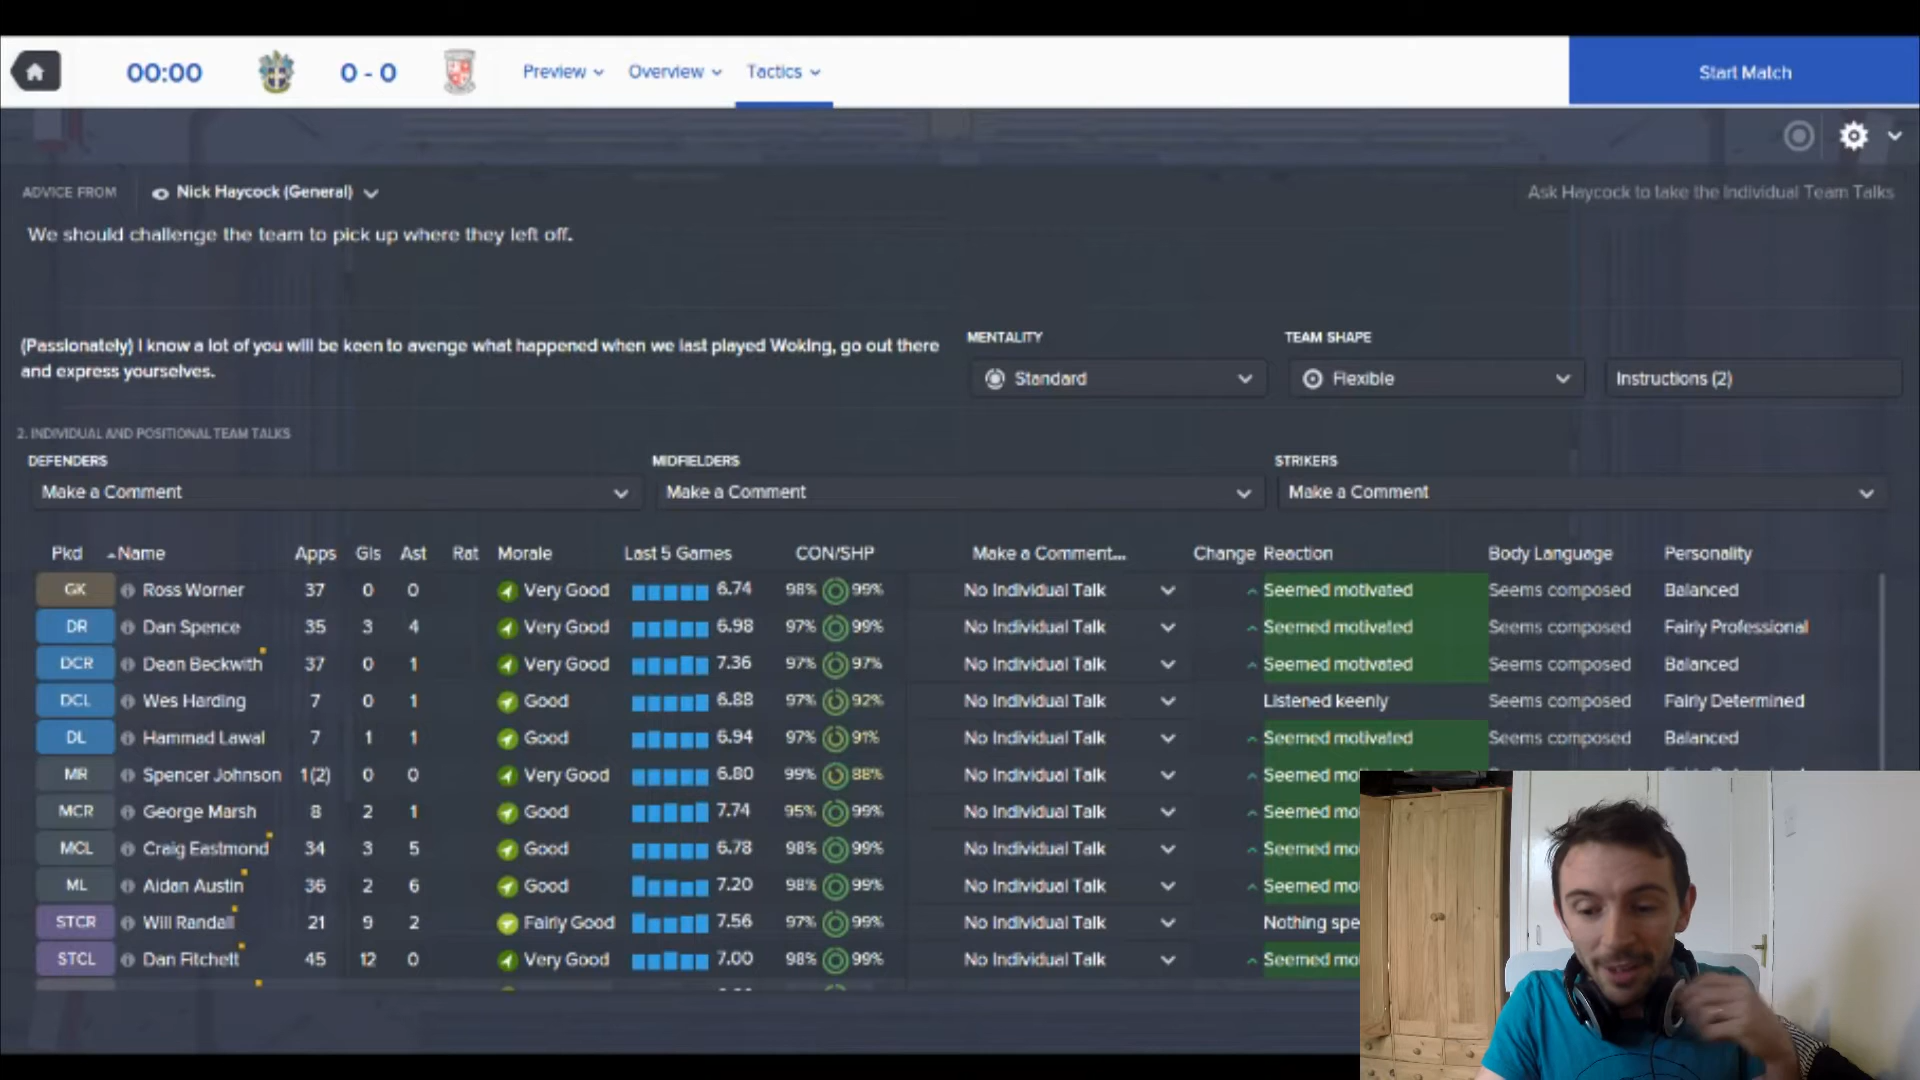 00:00 0 - 0 Preview Overview Tactics Start Match
ADVICE FROM Nick Haycock (General) Ask Haycock to take the Individual Team Talks
We should challenge the team to pick up where they left off.
(Passionately) I know a lot of you will be keen to avenge what happened when we last played Woking, go out there
and express yourselves.
MENTALITY TEAM SHAPE
Standard Flexible Instructions (2)
2. INDIVIDUAL AND POSITIONAL TEAM TALKS
DEFENDERS MIDFIELDERS STRIKERS
Make a Comment Make a Comment Make a Comment
Pkd Name Apps Gls Ast Rat Morale Last 5 Games CON/SHP Make a Comment... Change Reaction Body Language Personality
GK Ross Worner 37 0 0 Very Good 6.74 98% 99% No Individual Talk Seemed motivated Seems composed Balanced
DR Dan Spence 35 3 4 Very Good 6.98 97% 99% No Individual Talk Seemed motivated Seems composed Fairly Professional
DCR Dean Beckwith 37 0 1 Very Good 7.36 97% 97% No Individual Talk Seemed motivated Seems composed Balanced
DCL Wes Harding 7 0 1 Good 6.88 97% 92% No Individual Talk Listened keenly Seems composed Fairly Determined
DL Hammad Lawal 7 1 1 Good 6.94 97% 91% No Individual Talk Seemed motivated Seems composed Balanced
MR Spencer Johnson 1(2) 0 0 Very Good 6.80 99% 88% No Individual Talk Seemed
MCR George Marsh 8 2 1 Good 7.74 95% 99% No Individual Talk Seemed mo
MCL Craig Eastmond 34 3 5 Good 6.78 98% 99% No Individual Talk Seemed mo
ML Aidan Austin 36 2 6 Good 7.20 98% 99% No Individual Talk Seemed mo
STCR Will Randall 21 9 2 Fairly Good 7.56 97% 99% No Individual Talk Nothing spe
STCL Dan Fitchett 45 12 0 Very Good 7.00 98% 99% No Individual Talk Seemed mo